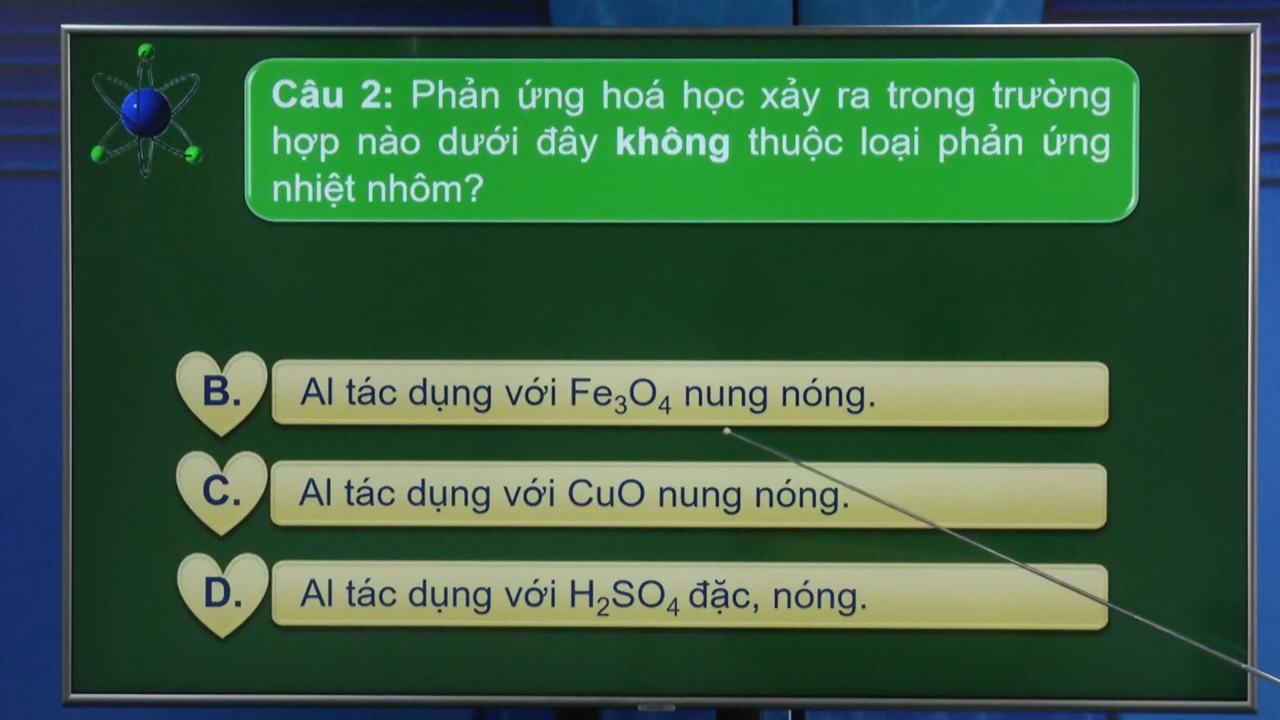 Câu 2: Phản ứng hoá học xảy ra trong trường
hợp nào dưới đây không thuộc loại phản ứng
nhiệt nhôm?
B. Al tác dụng với Fe₃O₄ nung nóng.
C. Al tác dụng với CuO nung nóng.
D. Al tác dụng với H₂SO₄ đặc, nóng.